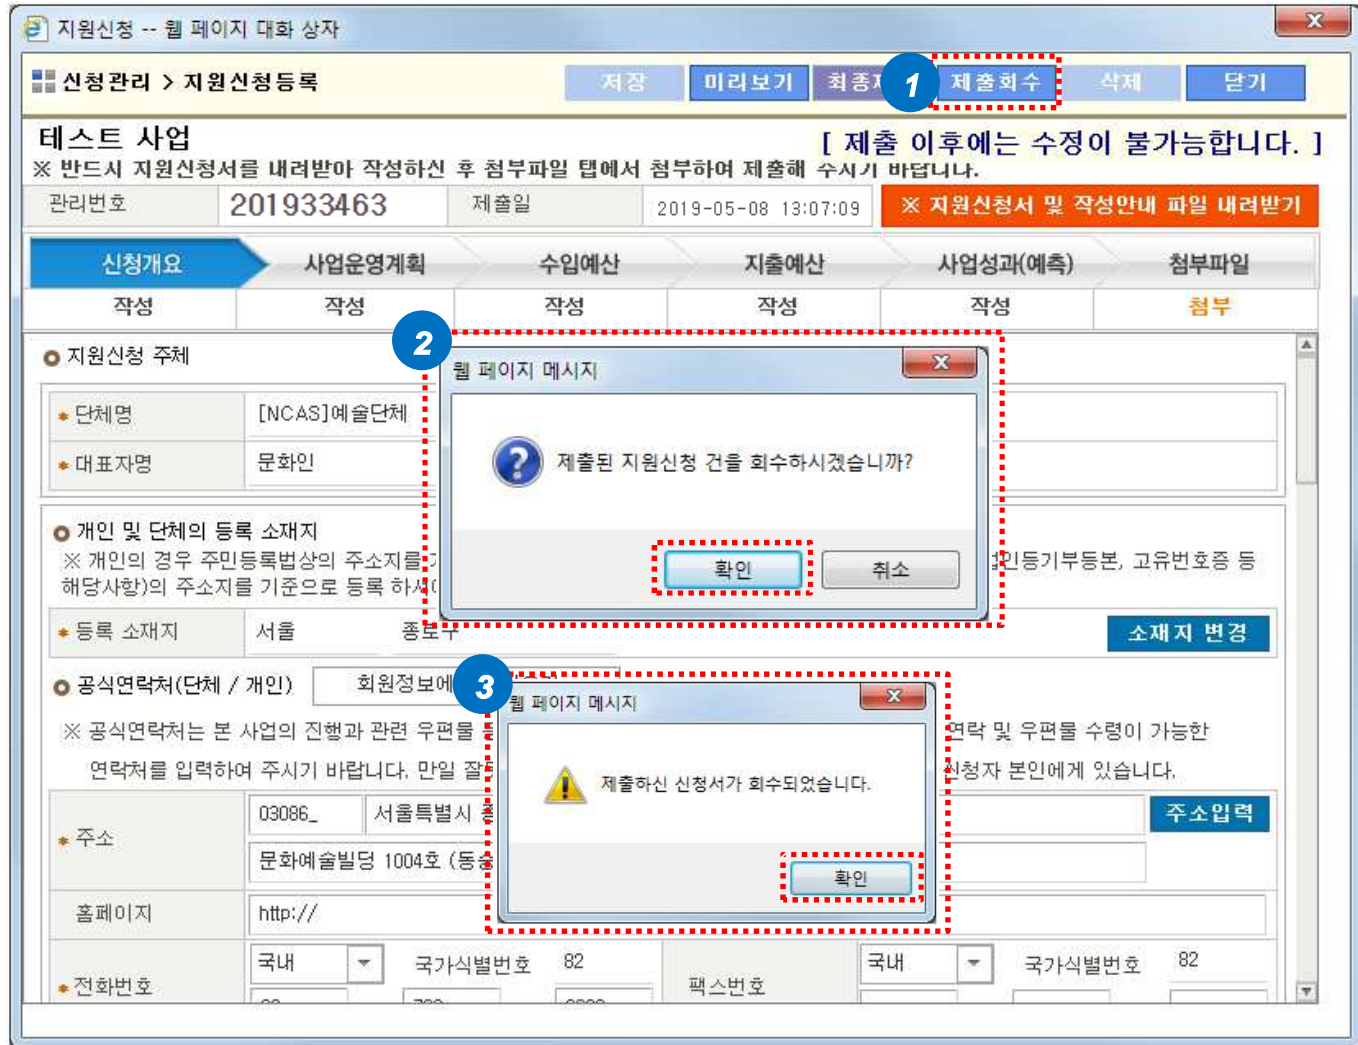 지원신청 -- 웹 페이지 대화 상자
신청관리 > 지원신청등록
저장 미리보기 최종 1 제출회수 삭제 닫기
테스트 사업 [ 제출 이후에는 수정이 불가능합니다. ]
※ 반드시 지원신청서를 내려받아 작성하신 후 첨부파일 탭에서 첨부하여 제출해 주시기 바랍니다.
관리번호 201933463 제출일 2019-05-08 13:07:09 ※ 지원신청서 및 작성안내 파일 내려받기
신청개요 사업운영계획 수입예산 지출예산 사업성과(예측) 첨부파일
작성 작성 작성 작성 작성 첨부
지원신청 주체
2
웹 페이지 메시지
* 단체명 [NCAS]예술단체
* 대표자명 문화인
제출된 지원신청 건을 회수하시겠습니까?
확인 취소
개인 및 단체의 등록 소재지
※ 개인의 경우 주민등록법상의 주소지를 인등기부등본, 고유번호증 등
해당사항)의 주소지를 기준으로 등록
* 등록 소재지 서울 종로구 소재지 변경
공식연락처(단체 / 개인) 회원정보에
3
웹 페이지 메시지
※ 공식연락처는 본 사업의 진행과 관련 우편물 연락 및 우편물 수령이 가능한
연락처를 입력하여 주시기 바랍니다. 만일 신청자 본인에게 있습니다.
제출하신 신청서가 회수되었습니다.
확인
* 주소 03086_ 서울특별시 주소입력
문화예술빌딩 1004호
홈페이지 http://
* 전화번호 국내 국가식별번호 82 팩스번호 국내 국가식별번호 82